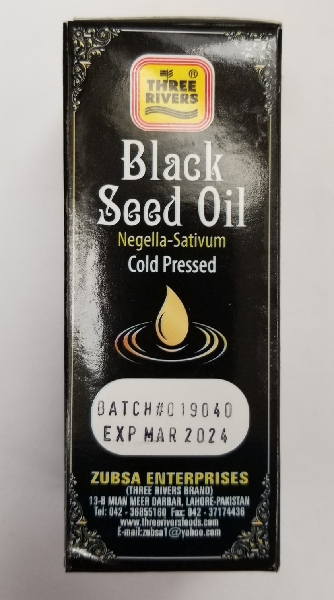 THREE ®
RIVERS
Black
Seed Oil
Negella-Sativum
Cold Pressed
BATCH#019040
EXP MAR 2024
ZUBSA ENTERPRISES
(THREE RIVERS BRAND)
13-B MIAN MEER DARBAR, LAHORE-PAKISTAN
Tel: 042 - 36855160 Fax: 042 - 37174436
www.threeriversfoods.com
E-mail:zubsa1@yahoo.com